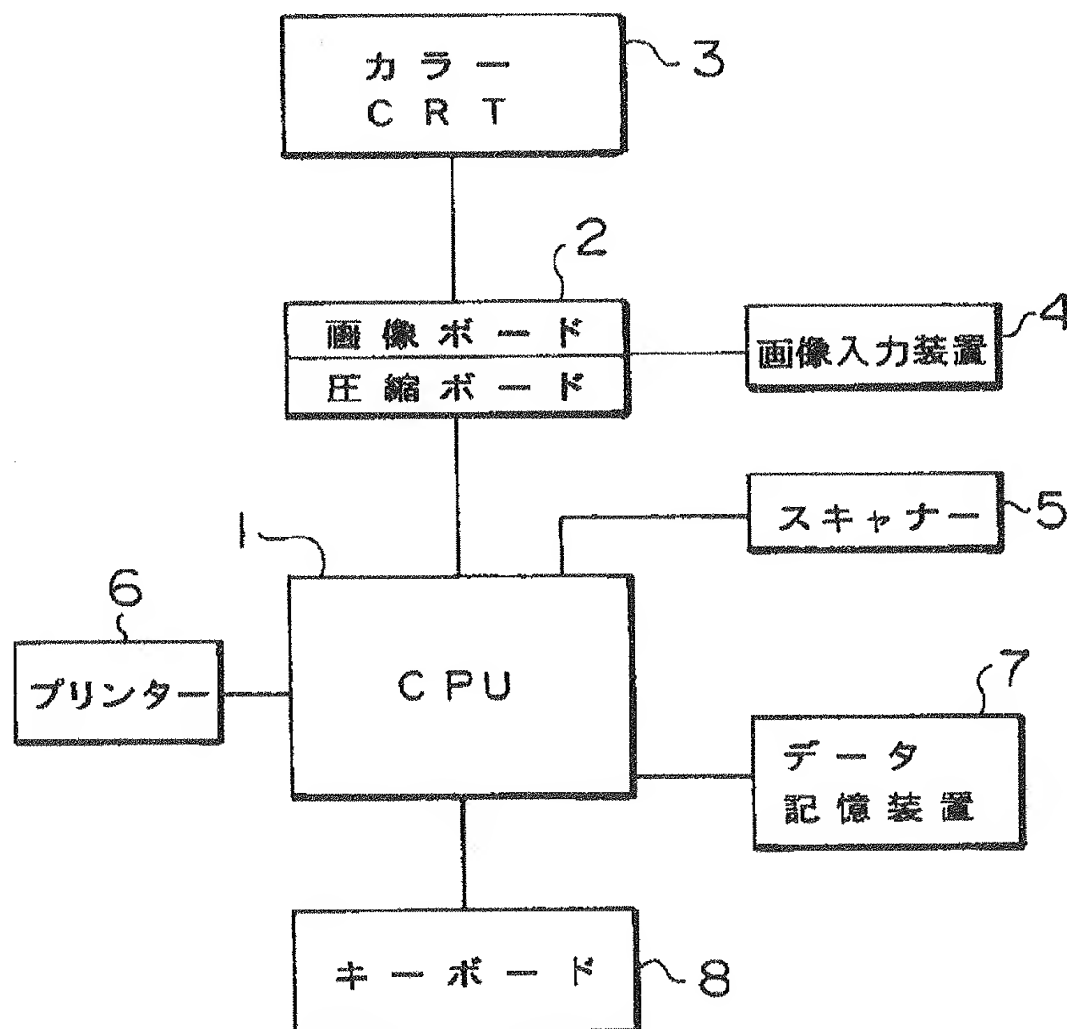 カラー
CRT
3
2
画像ボード
圧縮ボード
画像入力装置
4
スキャナー
5
1
CPU
6
プリンター
7
データ
記憶装置
キーボード
8